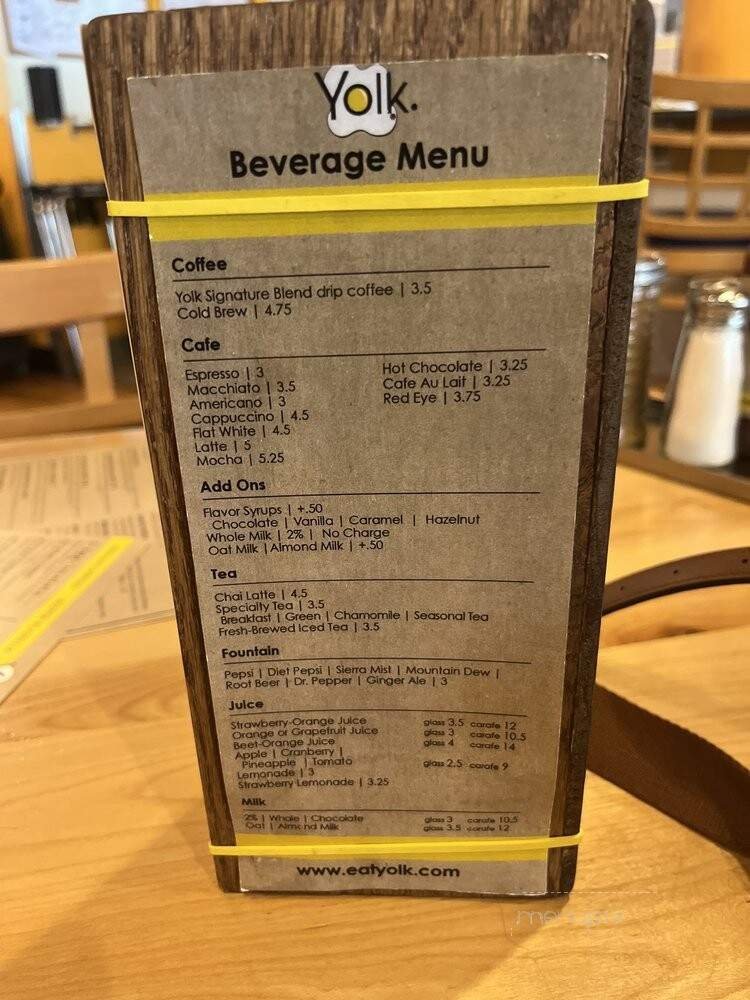 Yolk.
Beverage Menu
Coffee
Yolk Signature Blend drip coffee | 3.5
Cold Brew | 4.75
Cafe
Espresso | 3
Macchiato | 3.5
Americano | 3
Cappuccino | 4.5
Flat White | 4.5
Latte | 5
Mocha | 5.25
Hot Chocolate | 3.25
Cafe Au Lait | 3.25
Red Eye | 3.75
Add Ons
Flavor Syrups | +.50
Chocolate | Vanilla | Caramel | Hazelnut
Whole Milk | 2% | No Charge
Oat Milk | Almond Milk | +.50
Tea
Chai Latte | 4.5
Specialty Tea | 3.5
Breakfast | Green | Chamomile | Seasonal Tea
Fresh-Brewed Iced Tea | 3.5
Fountain
Pepsi | Diet Pepsi | Sierra Mist | Mountain Dew |
Root Beer | Dr. Pepper | Ginger Ale | 3
Juice
Strawberry-Orange Juice glass 3.5 carafe 12
Orange or Grapefruit Juice glass 3 carafe 10.5
Beet-Orange Juice glass 4 carafe 14
Apple | Cranberry |
Pineapple | Tomato glass 2.5 carafe 9
Lemonade | 3
Strawberry Lemonade | 3.25
Milk
2% | Whole | Chocolate glass 3 carafe 10.5
Oat | Almond Milk glass 3.5 carafe 12
www.eatyolk.com